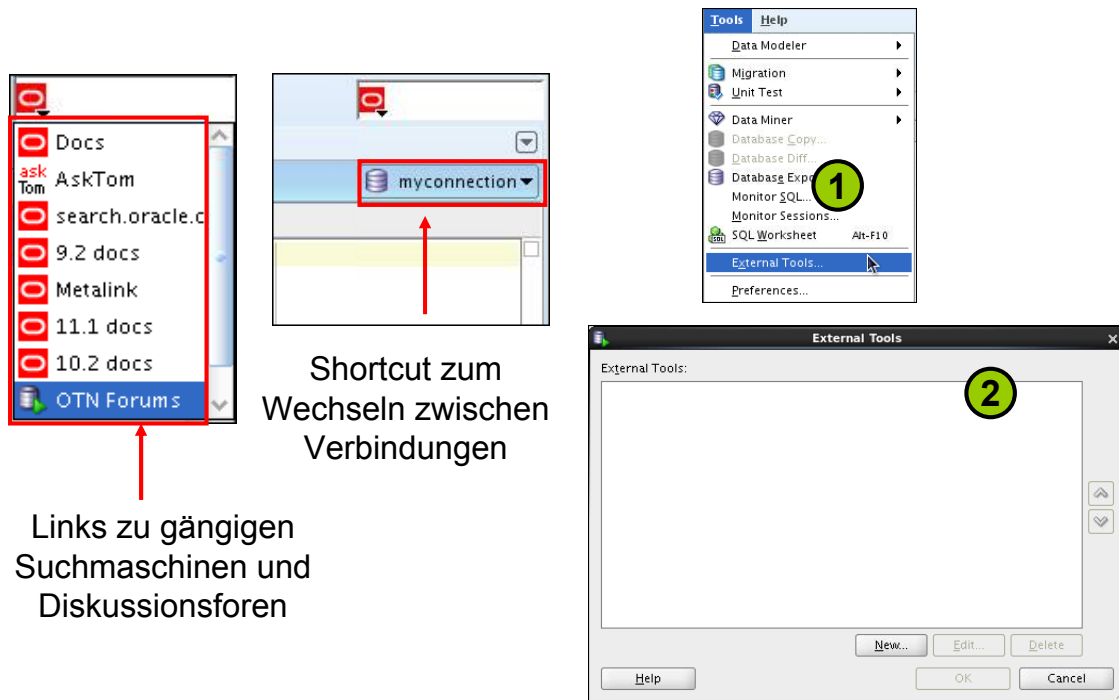 Docs
ask
Tom AskTom
search.oracle.c
9.2 docs
Metalink
11.1 docs
10.2 docs
OTN Forums
Links zu gängigen
Suchmaschinen und
Diskussionsforen
myconnection
Shortcut zum
Wechseln zwischen
Verbindungen
Tools Help
Data Modeler
Migration
Unit Test
Data Miner
Database Copy...
Database Diff...
Database Expo
1
Monitor SQL...
Monitor Sessions...
SQL Worksheet Alt-F10
External Tools...
Preferences...
External Tools x
External Tools:
2
New... Edit... Delete
Help OK Cancel